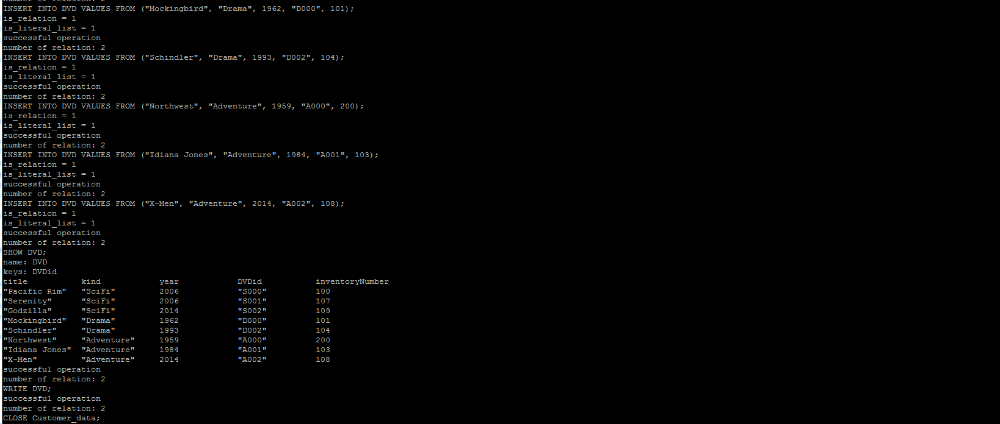 number of relation: 2
INSERT INTO DVD VALUES FROM ("Mockingbird", "Drama", 1962, "D000", 101);
is_relation = 1
is_literal_list = 1
successful operation
number of relation: 2
INSERT INTO DVD VALUES FROM ("Schindler", "Drama", 1993, "D002", 104);
is_relation = 1
is_literal_list = 1
successful operation
number of relation: 2
INSERT INTO DVD VALUES FROM ("Northwest", "Adventure", 1959, "A000", 200);
is_relation = 1
is_literal_list = 1
successful operation
number of relation: 2
INSERT INTO DVD VALUES FROM ("Idiana Jones", "Adventure", 1984, "A001", 103);
is_relation = 1
is_literal_list = 1
successful operation
number of relation: 2
INSERT INTO DVD VALUES FROM ("X-Men", "Adventure", 2014, "A002", 108);
is_relation = 1
is_literal_list = 1
successful operation
number of relation: 2
SHOW DVD;
name: DVD
keys: DVDid
title kind year DVDid inventoryNumber
"Pacific Rim" "SciFi" 2006 "S000" 100
"Serenity" "SciFi" 2006 "S001" 107
"Godzilla" "SciFi" 2014 "S002" 109
"Mockingbird" "Drama" 1962 "D000" 101
"Schindler" "Drama" 1993 "D002" 104
"Northwest" "Adventure" 1959 "A000" 200
"Idiana Jones" "Adventure" 1984 "A001" 103
"X-Men" "Adventure" 2014 "A002" 108
successful operation
number of relation: 2
WRITE DVD;
successful operation
number of relation: 2
CLOSE Customer_data;